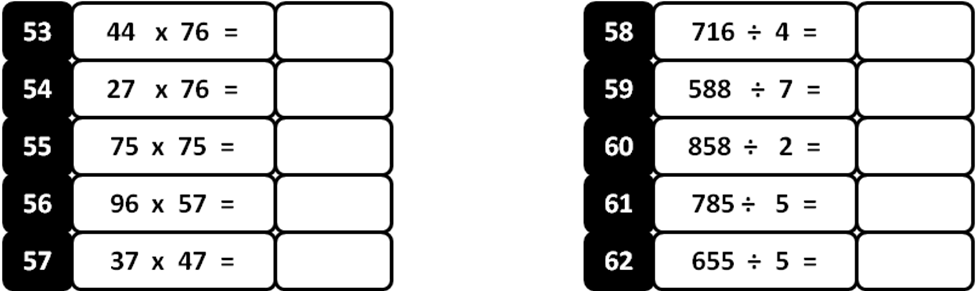 53 44 x 76 =
54 27 x 76 =
55 75 x 75 =
56 96 x 57 =
57 37 x 47 =
58 716 ÷ 4 =
59 588 ÷ 7 =
60 858 ÷ 2 =
61 785 ÷ 5 =
62 655 ÷ 5 =